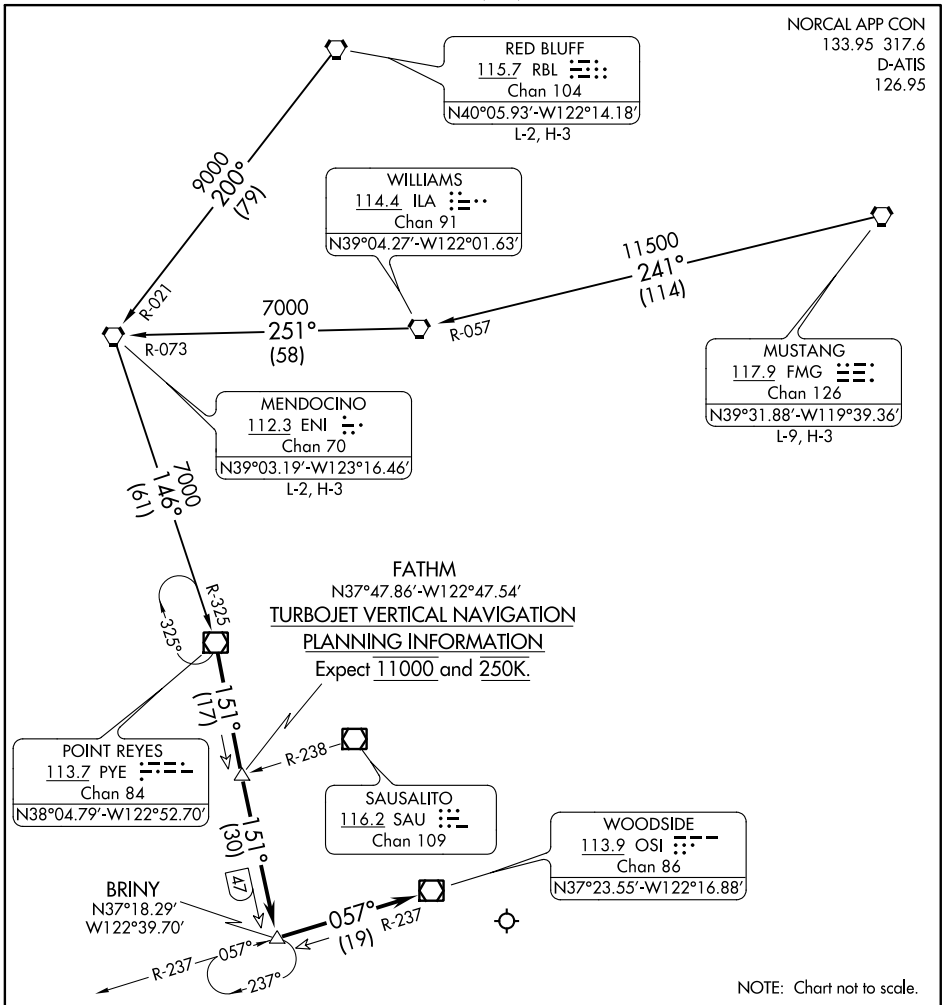 NORCAL APP CON
133.95 317.6
D-ATIS
126.95
RED BLUFF
115.7 RBL
Chan 104
N40°05.93'-W122°14.18'
L-2, H-3
9000
200°
(79)
R-021
WILLIAMS
114.4 ILA
Chan 91
N39°04.27'-W122°01.63'
11500
241°
(114)
R-057
7000
251°
(58)
R-073
MUSTANG
117.9 FMG
Chan 126
N39°31.88'-W119°39.36'
L-9, H-3
MENDOCINO
112.3 ENI
Chan 70
N39°03.19'-W123°16.46'
L-2, H-3
7000
146°
(61)
R-325
325°
FATHM
N37°47.86'-W122°47.54'
TURBOJET VERTICAL NAVIGATION
PLANNING INFORMATION
Expect 11000 and 250K.
151°
(17)
POINT REYES
113.7 PYE
Chan 84
N38°04.79'-W122°52.70'
R-238
SAUSALITO
116.2 SAU
Chan 109
151°
(30)
47
WOODSIDE
113.9 OSI
Chan 86
N37°23.55'-W122°16.88'
BRINY
N37°18.29'
W122°39.70'
057°
(19)
R-237
R-237
057°
237°
NOTE: Chart not to scale.